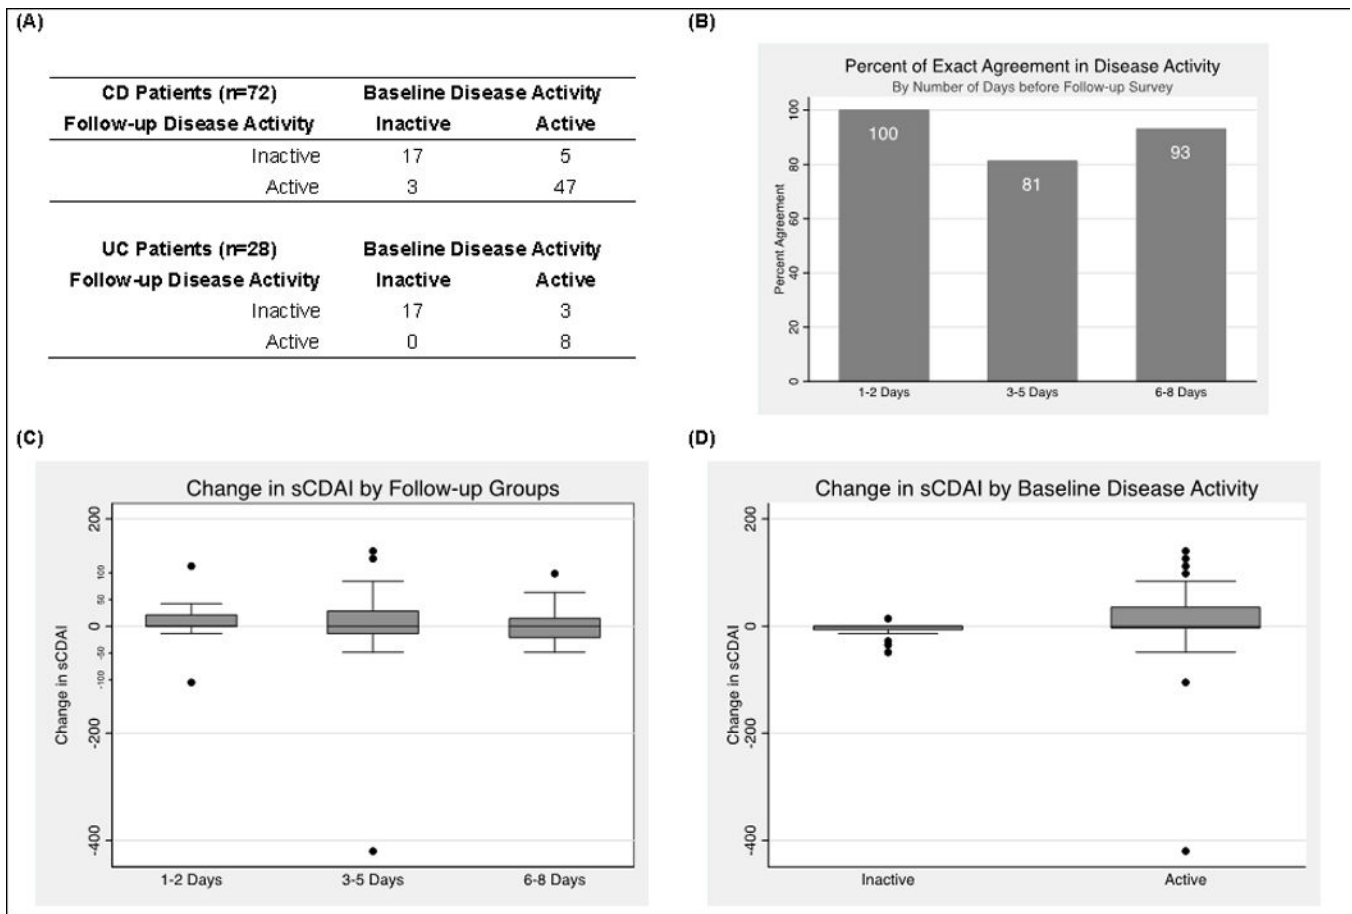 (A)
CD Patients (n=72) Baseline Disease Activity
Follow-up Disease Activity Inactive Active
Inactive 17 5
Active 3 47
UC Patients (n=28) Baseline Disease Activity
Follow-up Disease Activity Inactive Active
Inactive 17 3
Active 0 8
(B)
Percent of Exact Agreement in Disease Activity
By Number of Days before Follow-up Survey
Percent Agreement
100
80
60
40
20
0
100
81
93
1-2 Days 3-5 Days 6-8 Days
(C)
Change in sCDAI by Follow-up Groups
Change in sCDAI
200
100
50
0
-50
-100
-200
-400
1-2 Days 3-5 Days 6-8 Days
(D)
Change in sCDAI by Baseline Disease Activity
Change in sCDAI
200
0
-200
-400
Inactive Active